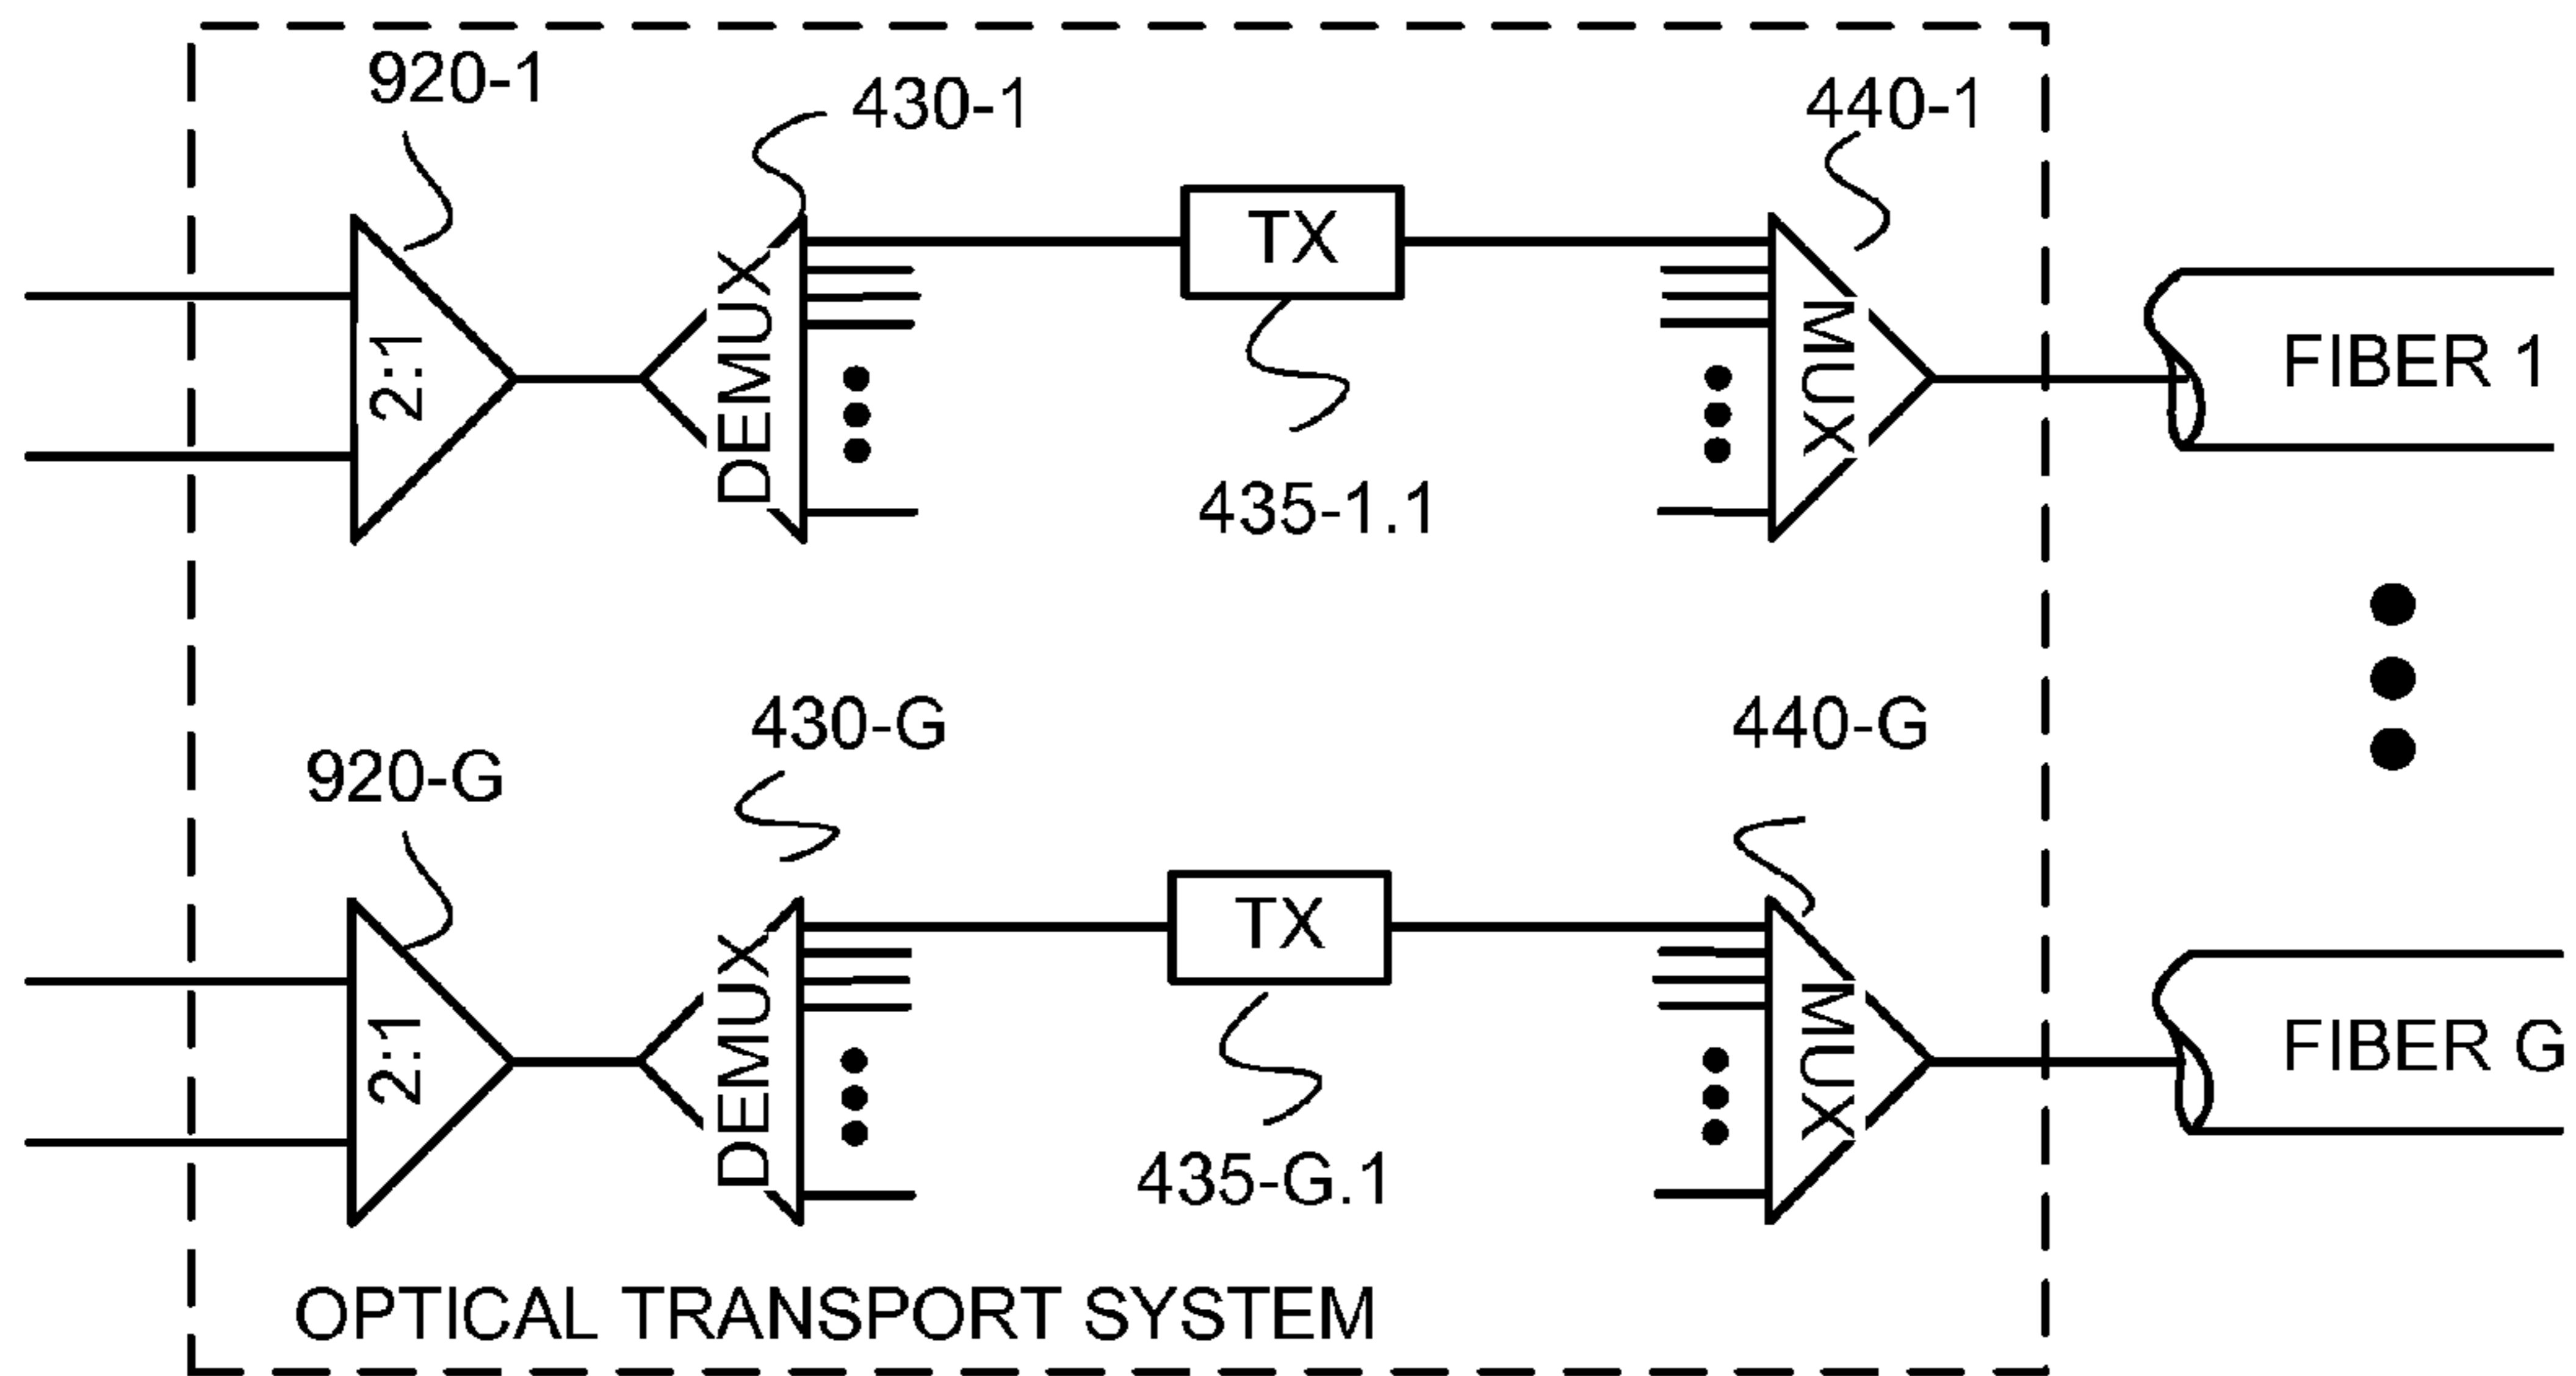 920-1
430-1
440-1
2:1
DEMUX
TX
MUX
FIBER 1
435-1.1
920-G
430-G
440-G
2:1
DEMUX
TX
MUX
FIBER G
435-G.1
OPTICAL TRANSPORT SYSTEM